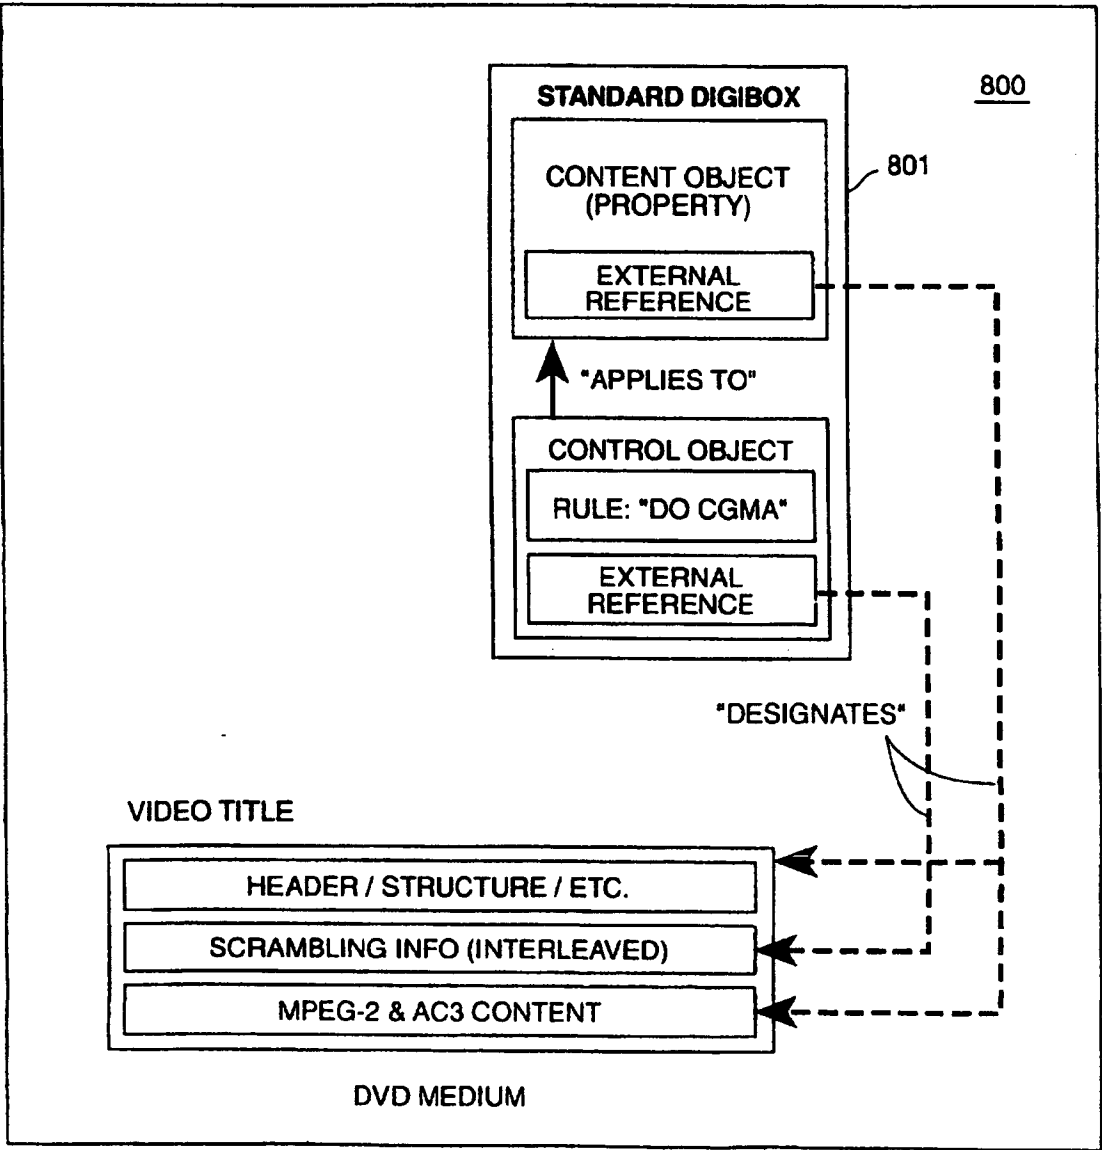 STANDARD DIGIBOX
800
CONTENT OBJECT
(PROPERTY)
801
EXTERNAL
REFERENCE
"APPLIES TO"
CONTROL OBJECT
RULE: "DO CGMA"
EXTERNAL
REFERENCE
"DESIGNATES"
VIDEO TITLE
HEADER / STRUCTURE / ETC.
SCRAMBLING INFO (INTERLEAVED)
MPEG-2 & AC3 CONTENT
DVD MEDIUM